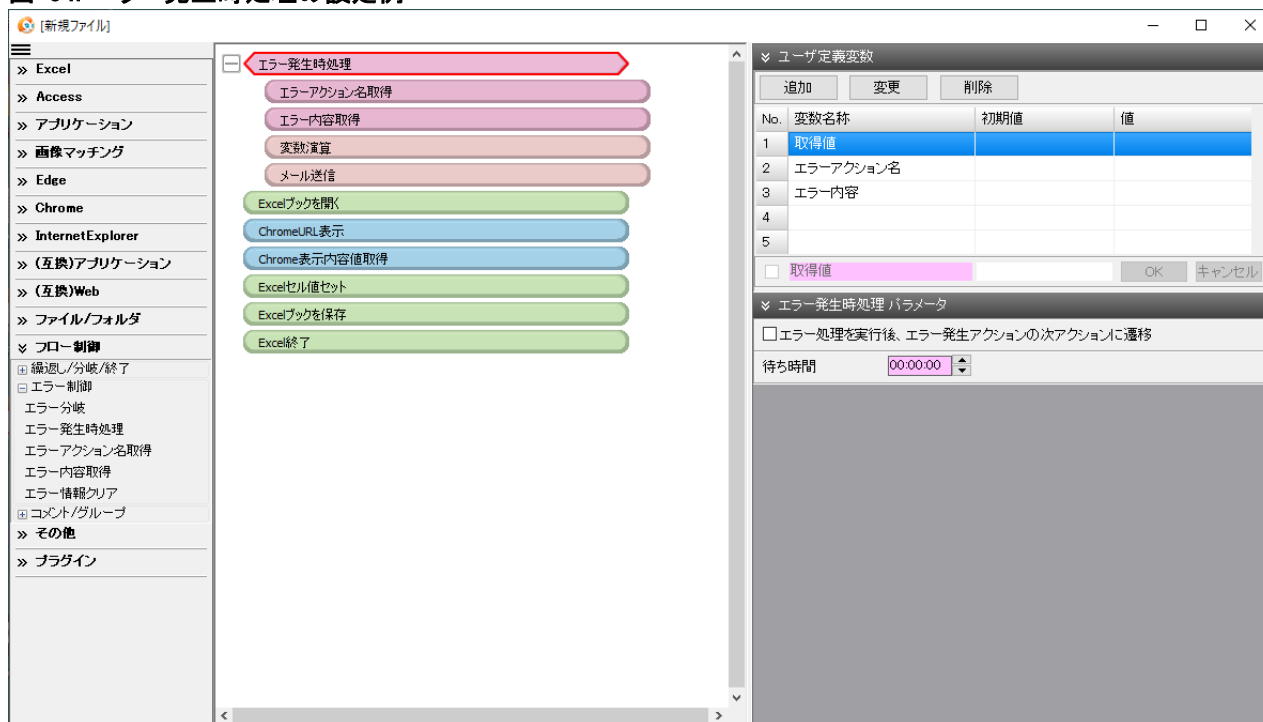 [新規ファイル]
» Excel
» Access
» アプリケーション
» 画像マッチング
» Edge
» Chrome
» InternetExplorer
» (互換)アプリケーション
» (互換)Web
» ファイル/フォルダ
フロー制御
繰返し/分岐/終了
エラー制御
エラー分岐
エラー発生時処理
エラーアクション名取得
エラー内容取得
エラー情報クリア
コメント/グループ
» その他
» プラグイン
エラー発生時処理
エラーアクション名取得
エラー内容取得
変数演算
メール送信
Excelブックを開く
ChromeURL表示
Chrome表示内容値取得
Excelセル値セット
Excelブックを保存
Excel終了
ユーザ定義変数
追加 変更 削除
No. 変数名称 初期値 値
1 取得値
2 エラーアクション名
3 エラー内容
4
5
取得値 OK キャンセル
エラー発生時処理 パラメータ
エラー処理を実行後、エラー発生アクションの次アクションに遷移
待ち時間 00:00:00